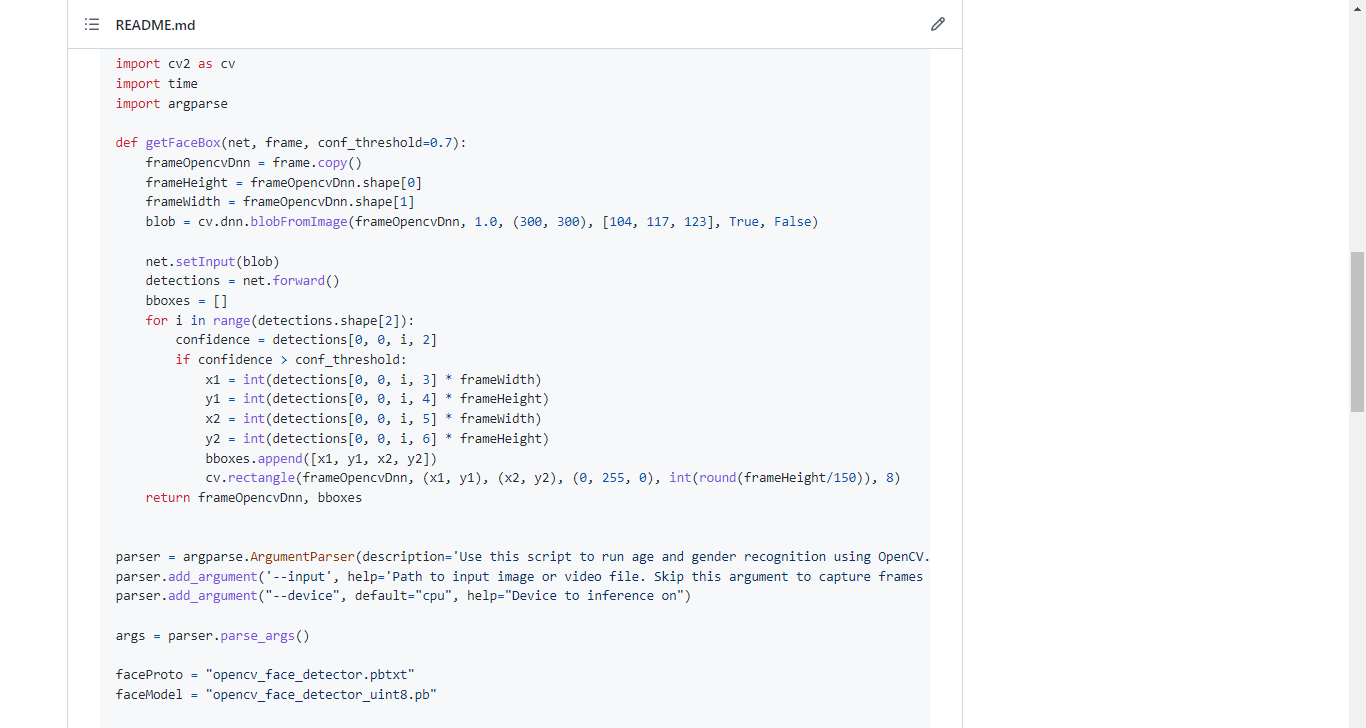 README.md
import cv2 as cv
import time
import argparse
def getFaceBox(net, frame, conf_threshold=0.7):
    frameOpencvDnn = frame.copy()
    frameHeight = frameOpencvDnn.shape[0]
    frameWidth = frameOpencvDnn.shape[1]
    blob = cv.dnn.blobFromImage(frameOpencvDnn, 1.0, (300, 300), [104, 117, 123], True, False)
    net.setInput(blob)
    detections = net.forward()
    bboxes = []
    for i in range(detections.shape[2]):
        confidence = detections[0, 0, i, 2]
        if confidence > conf_threshold:
            x1 = int(detections[0, 0, i, 3] * frameWidth)
            y1 = int(detections[0, 0, i, 4] * frameHeight)
            x2 = int(detections[0, 0, i, 5] * frameWidth)
            y2 = int(detections[0, 0, i, 6] * frameHeight)
            bboxes.append([x1, y1, x2, y2])
            cv.rectangle(frameOpencvDnn, (x1, y1), (x2, y2), (0, 255, 0), int(round(frameHeight/150)), 8)
    return frameOpencvDnn, bboxes
parser = argparse.ArgumentParser(description='Use this script to run age and gender recognition using OpenCV.
parser.add_argument('--input', help='Path to input image or video file. Skip this argument to capture frames
parser.add_argument("--device", default="cpu", help="Device to inference on")
args = parser.parse_args()
faceProto = "opencv_face_detector.pbtxt"
faceModel = "opencv_face_detector_uint8.pb"